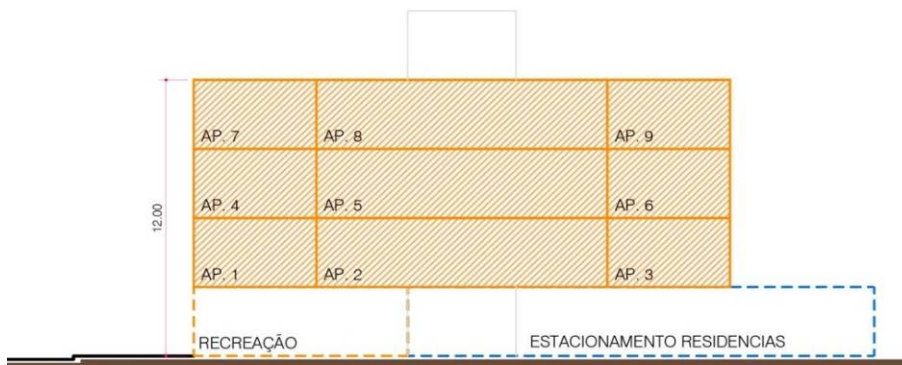 AP. 7
AP. 8
AP. 9
12.00
AP. 4
AP. 5
AP. 6
AP. 1
AP. 2
AP. 3
RECREAÇÃO
ESTACIONAMENTO RESIDENCIAS